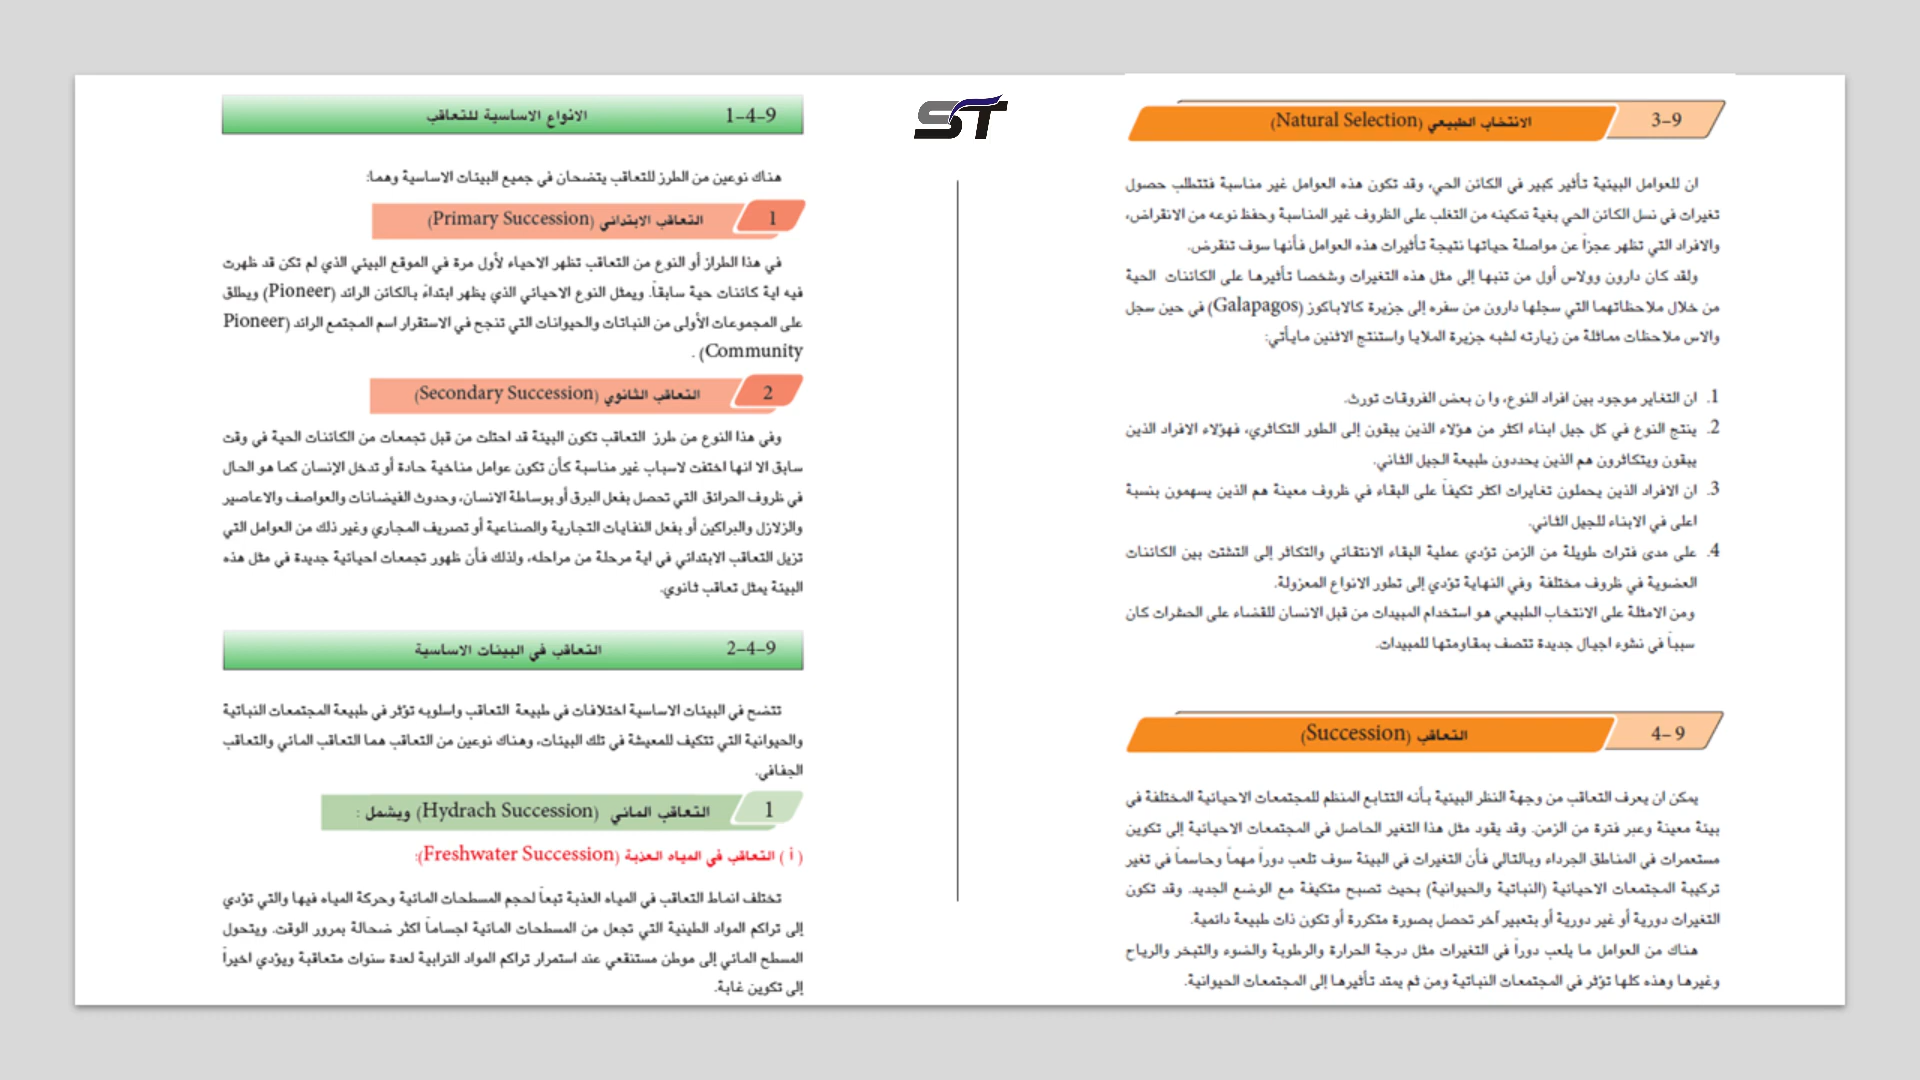 ST
3-9 الانتخاب الطبيعي (Natural Selection)
ان للعوامل البيئية تأثير كبير في الكائن الحي، وقد تكون هذه العوامل غير مناسبة فتتطلب حصول
تغيرات في نسل الكائن الحي بغية تمكينه من التغلب على الظروف غير المناسبة وحفظ نوعه من الانقراض،
والافراد التي تظهر عجزاً عن مواصلة حياتها نتيجة تأثيرات هذه العوامل فأنها سوف تنقرض.
ولقد كان دارون وولاس أول من تنبها إلى مثل هذه التغيرات وشخصا تأثيرها على الكائنات الحية
من خلال ملاحظاتهما التي سجلها دارون من سفره إلى جزيرة كالاباكوز (Galapagos) في حين سجل
والاس ملاحظات مماثلة من زيارته لشبه جزيرة الملايا واستنتج الاثنين مايأتي:
1. ان التغاير موجود بين افراد النوع، وا ن بعض الفروقات تورث.
2. ينتج النوع في كل جيل ابناء اكثر من هؤلاء الذين يبقون إلى الطور التكاثري، فهؤلاء الافراد الذين
يبقون ويتكاثرون هم الذين يحددون طبيعة الجيل الثاني.
3. ان الافراد الذين يحملون تغايرات اكثر تكيفاً على البقاء في ظروف معينة هم الذين يسهمون بنسبة
اعلى في الابناء للجيل الثاني.
4. على مدى فترات طويلة من الزمن تؤدي عملية البقاء الانتقائي والتكاثر إلى التشتت بين الكائنات
العضوية في ظروف مختلفة وفي النهاية تؤدي إلى تطور الانواع المعزولة.
ومن الامثلة على الانتخاب الطبيعي هو استخدام المبيدات من قبل الانسان للقضاء على الحشرات كان
سبباً في نشوء اجيال جديدة تتصف بمقاومتها للمبيدات.
4-9 التعاقب (Succession)
يمكن ان يعرف التعاقب من وجهة النظر البيئية بأنه التتابع المنظم للمجتمعات الاحيائية المختلفة في
بيئة معينة وعبر فترة من الزمن. وقد يقود مثل هذا التغير الحاصل في المجتمعات الاحيائية إلى تكوين
مستعمرات في المناطق الجرداء وبالتالي فأن التغيرات في البيئة سوف تلعب دوراً مهماً وحاسماً في تغير
تركيبة المجتمعات الاحيائية (النباتية والحيوانية) بحيث تصبح متكيفة مع الوضع الجديد. وقد تكون
التغيرات دورية أو غير دورية أو بتعبير آخر تحصل بصورة متكررة أو تكون ذات طبيعة دائمية.
هناك من العوامل ما يلعب دوراً في التغيرات مثل درجة الحرارة والرطوبة والضوء والتبخر والرياح
وغيرها وهذه كلها تؤثر في المجتمعات النباتية ومن ثم يمتد تأثيرها إلى المجتمعات الحيوانية.
1-4-9 الانواع الاساسية للتعاقب
هناك نوعين من الطرز للتعاقب يتضحان في جميع البيئات الاساسية وهما:
1 التعاقب الابتدائي (Primary Succession)
في هذا الطراز أو النوع من التعاقب تظهر الاحياء لأول مرة في الموقع البيئي الذي لم تكن قد ظهرت
فيه اية كائنات حية سابقاً. ويمثل النوع الاحيائي الذي يظهر ابتداءً بالكائن الرائد (Pioneer) ويطلق
على المجموعات الأولى من النباتات والحيوانات التي تنجح في الاستقرار اسم المجتمع الرائد (Pioneer
Community) .
2 التعاقب الثانوي (Secondary Succession)
وفي هذا النوع من طرز التعاقب تكون البيئة قد احتلت من قبل تجمعات من الكائنات الحية في وقت
سابق الا انها اختفت لاسباب غير مناسبة كأن تكون عوامل مناخية حادة أو تدخل الإنسان كما هو الحال
في ظروف الحرائق التي تحصل بفعل البرق أو بوساطة الانسان، وحدوث الفيضانات والعواصف والاعاصير
والزلازل والبراكين أو بفعل النفايات التجارية والصناعية أو تصريف المجاري وغير ذلك من العوامل التي
تزيل التعاقب الابتدائي في اية مرحلة من مراحله، ولذلك فأن ظهور تجمعات احيائية جديدة في مثل هذه
البيئة يمثل تعاقب ثانوي.
2-4-9 التعاقب في البيئات الاساسية
تتضح في البيئات الاساسية اختلافات في طبيعة التعاقب واسلوبه تؤثر في طبيعة المجتمعات النباتية
والحيوانية التي تتكيف للمعيشة في تلك البيئات، وهناك نوعين من التعاقب هما التعاقب المائي والتعاقب
الجفافي.
1 التعاقب المائي (Hydrach Succession) ويشمل :
( أ ) التعاقب في المياه العذبة (Freshwater Succession):
تختلف انماط التعاقب في المياه العذبة تبعاً لحجم المسطحات المائية وحركة المياه فيها والتي تؤدي
إلى تراكم المواد الطينية التي تجعل من المسطحات المائية اجساماً اكثر ضحالة بمرور الوقت. ويتحول
المسطح المائي إلى موطن مستنقعي عند استمرار تراكم المواد الترابية لعدة سنوات متعاقبة ويؤدي اخيراً
إلى تكوين غابة.